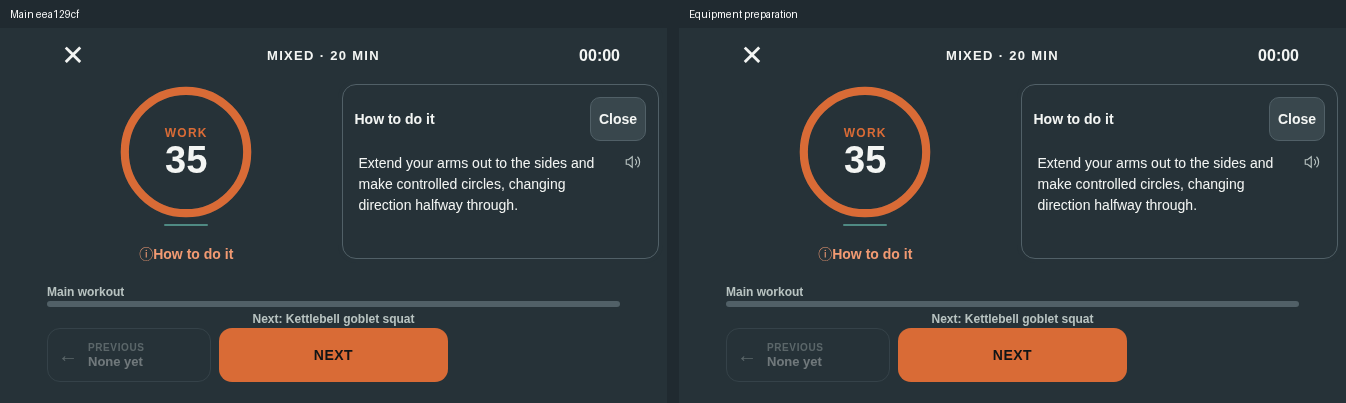 Main eea129cf
MIXED · 20 MIN
00:00
WORK
35
ⓘHow to do it
How to do it
Close
Extend your arms out to the sides and
make controlled circles, changing
direction halfway through.
Main workout
Next: Kettlebell goblet squat
← PREVIOUS
None yet
NEXT
Equipment preparation
MIXED · 20 MIN
00:00
WORK
35
ⓘHow to do it
How to do it
Close
Extend your arms out to the sides and
make controlled circles, changing
direction halfway through.
Main workout
Next: Kettlebell goblet squat
← PREVIOUS
None yet
NEXT